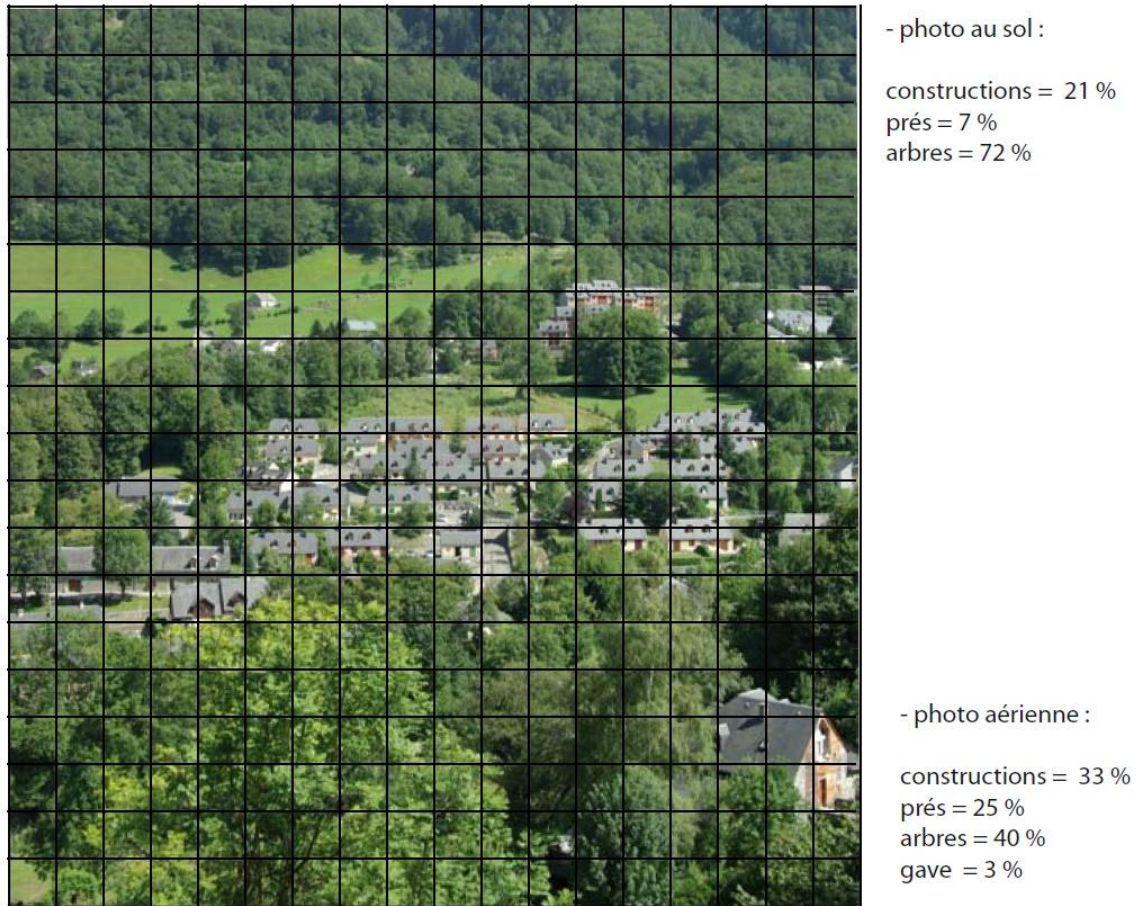 - photo au sol :
constructions = 21 %
prés = 7 %
arbres = 72 %
- photo aérienne :
constructions = 33 %
prés = 25 %
arbres = 40 %
gave = 3 %